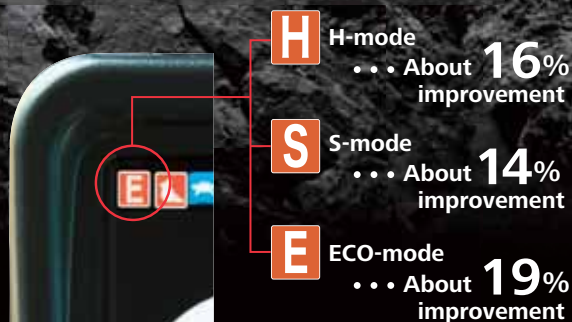 H H-mode
• • • About 16%
improvement
S S-mode
• • • About 14%
improvement
E
E ECO-mode
• • • About 19%
improvement